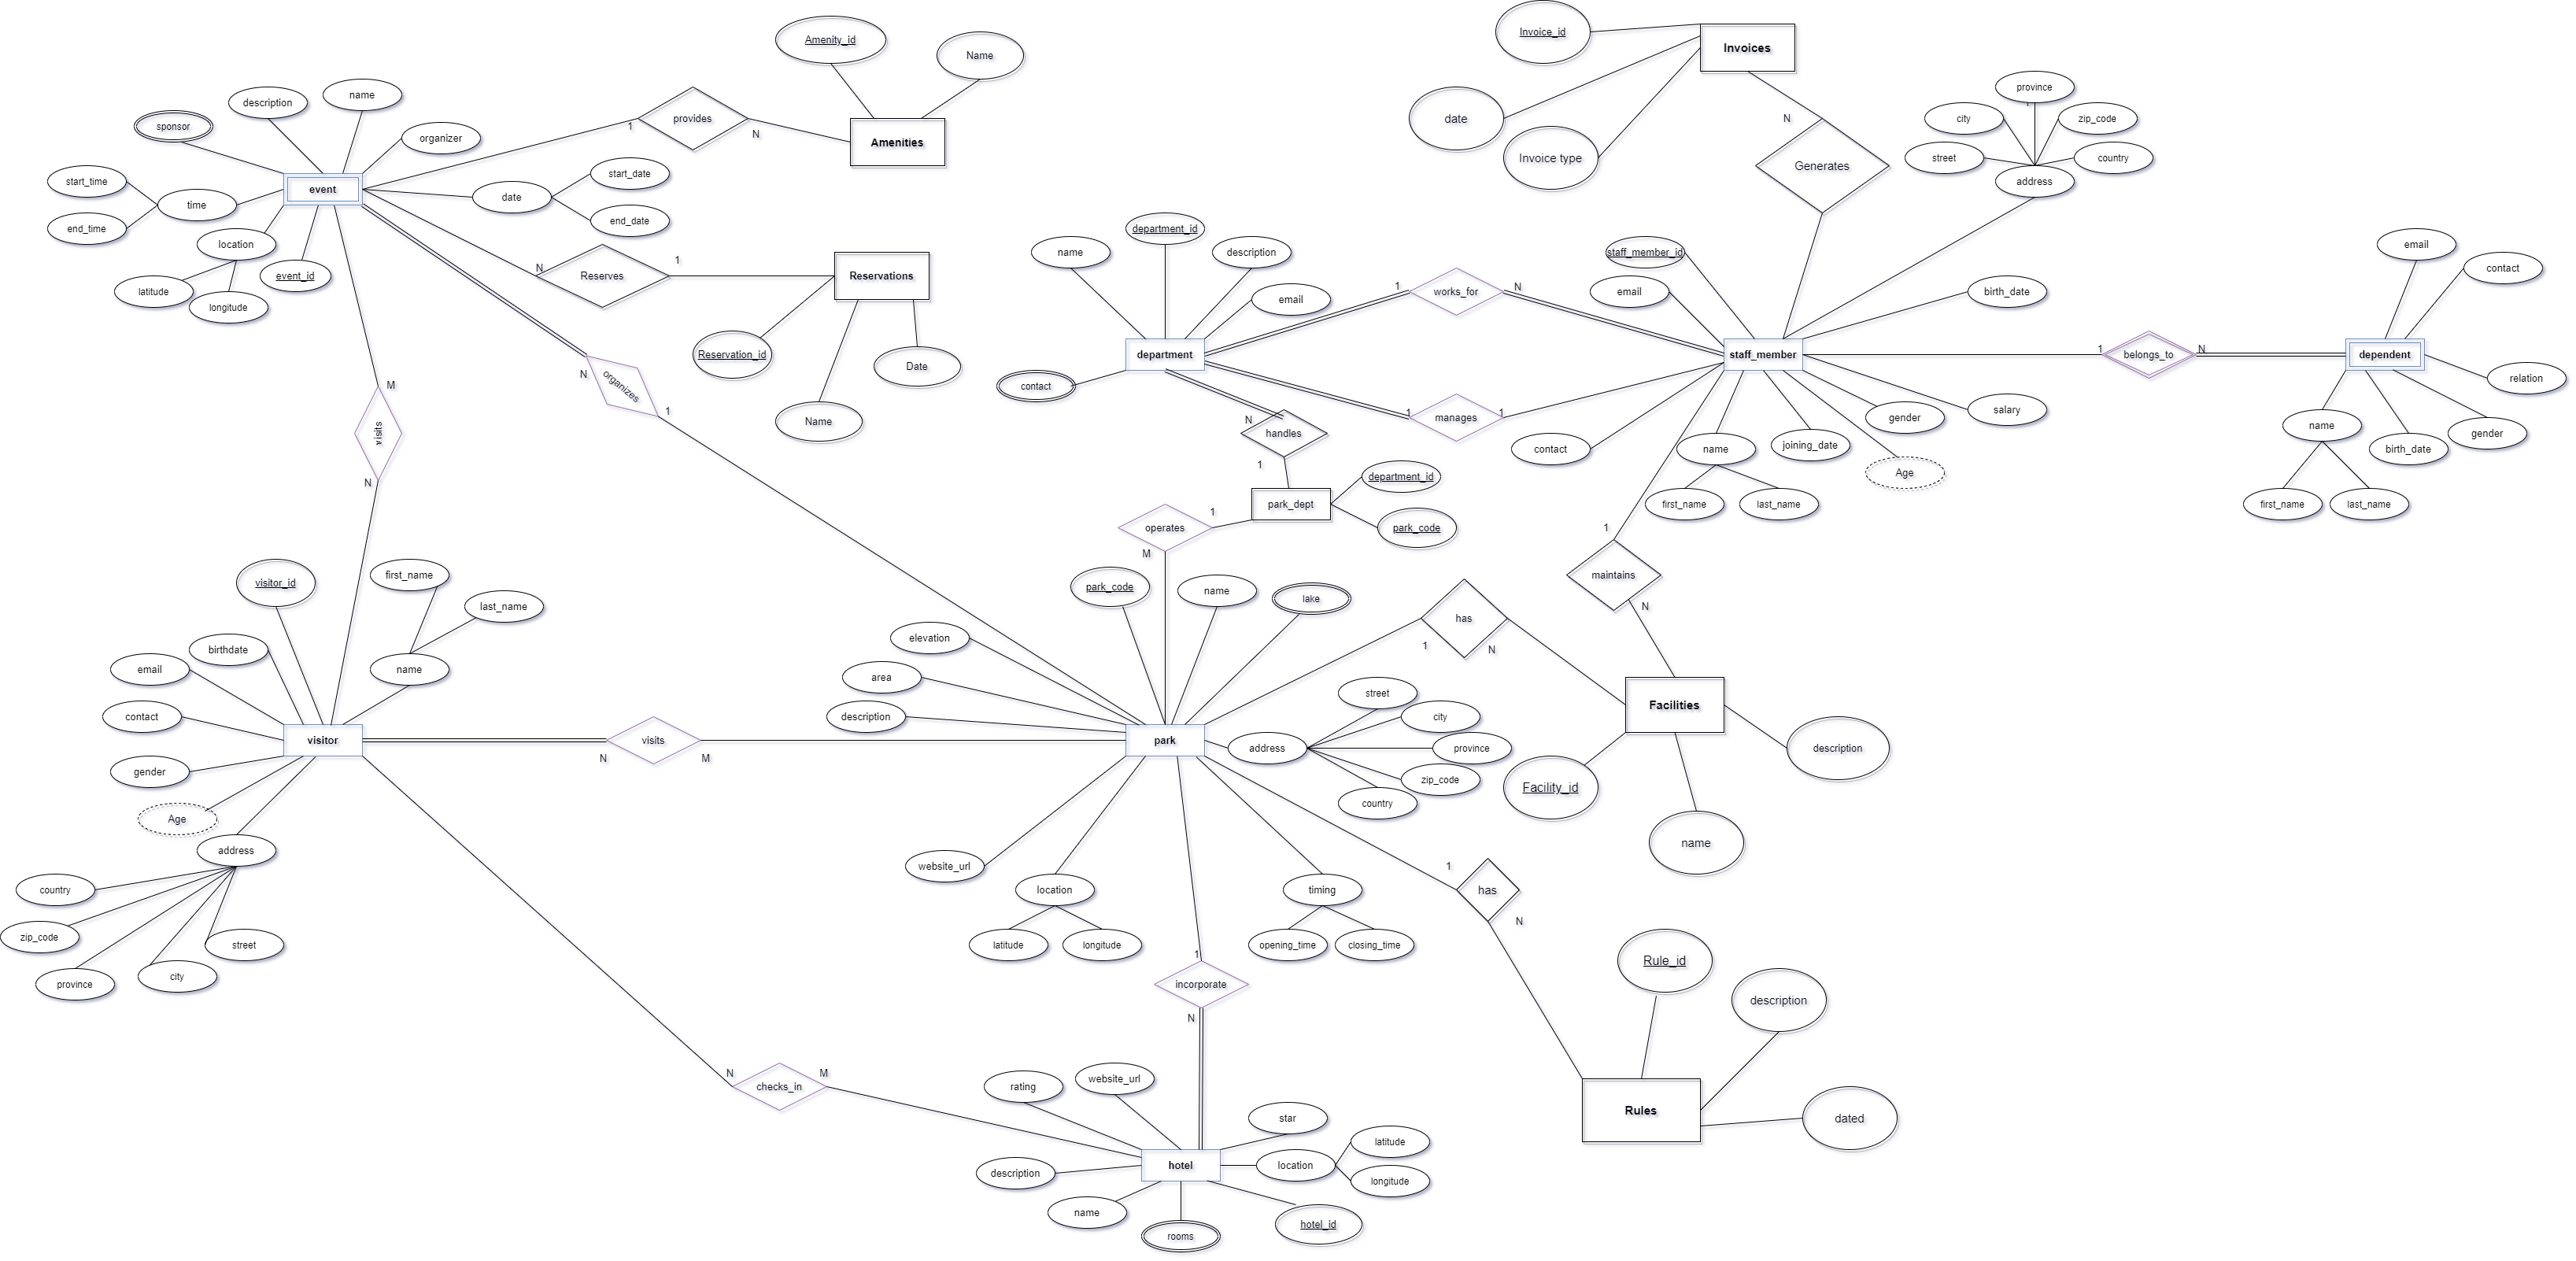 Invoice_id
Invoices
Amenity_id
Name
province
description
name
date
city
zip_code
sponsor
organizer
provides
1
N
N
Amenities
Invoice type
street
country
Generates
start_date
start_time
event
address
date
time
end_date
end_time
location
department_id
name
description
staff_member_id
email
contact
event_id
N
Reserves
1
Reservations
latitude
longitude
email
1
works_for
N
email
birth_date
Reservation_id
Date
Name
department
staff_member
1
belongs_to
N
dependent
organizes
N
1
M
contact
relation
visits
N
N
handles
1
1
manages
1
contact
name
joining_date
gender
salary
Age
first_name
last_name
name
birth_date
gender
first_name
last_name
department_id
park_dept
park_code
1
operates
M
1
maintains
N
visitor_id
first_name
last_name
park_code
name
lake
has
1
N
birthdate
elevation
email
name
area
street
contact
description
city
Facilities
visitor
N
visits
M
park
address
province
description
gender
zip_code
Facility_id
country
Age
name
address
website_url
1
has
N
country
location
timing
zip_code
street
latitude
longitude
opening_time
closing_time
province
city
1
incorporate
N
Rule_id
description
N
checks_in
M
rating
website_url
star
Rules
dated
latitude
description
hotel
location
longitude
name
rooms
hotel_id